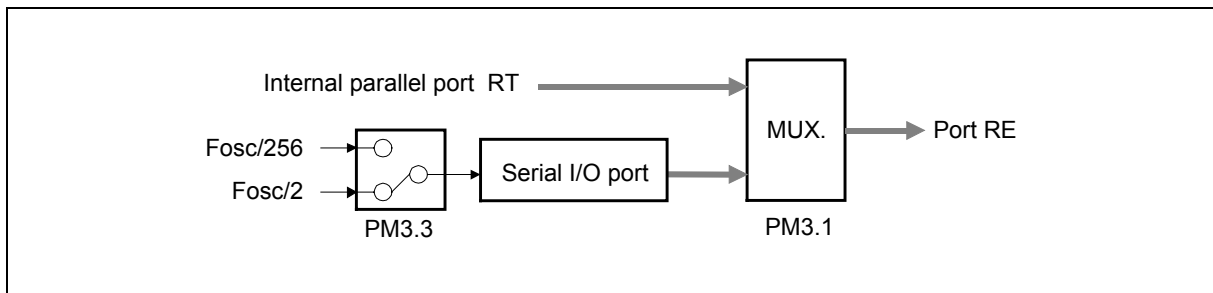 Internal parallel port RT
MUX.
Port RE
Fosc/256
Fosc/2
Serial I/O port
PM3.3
PM3.1